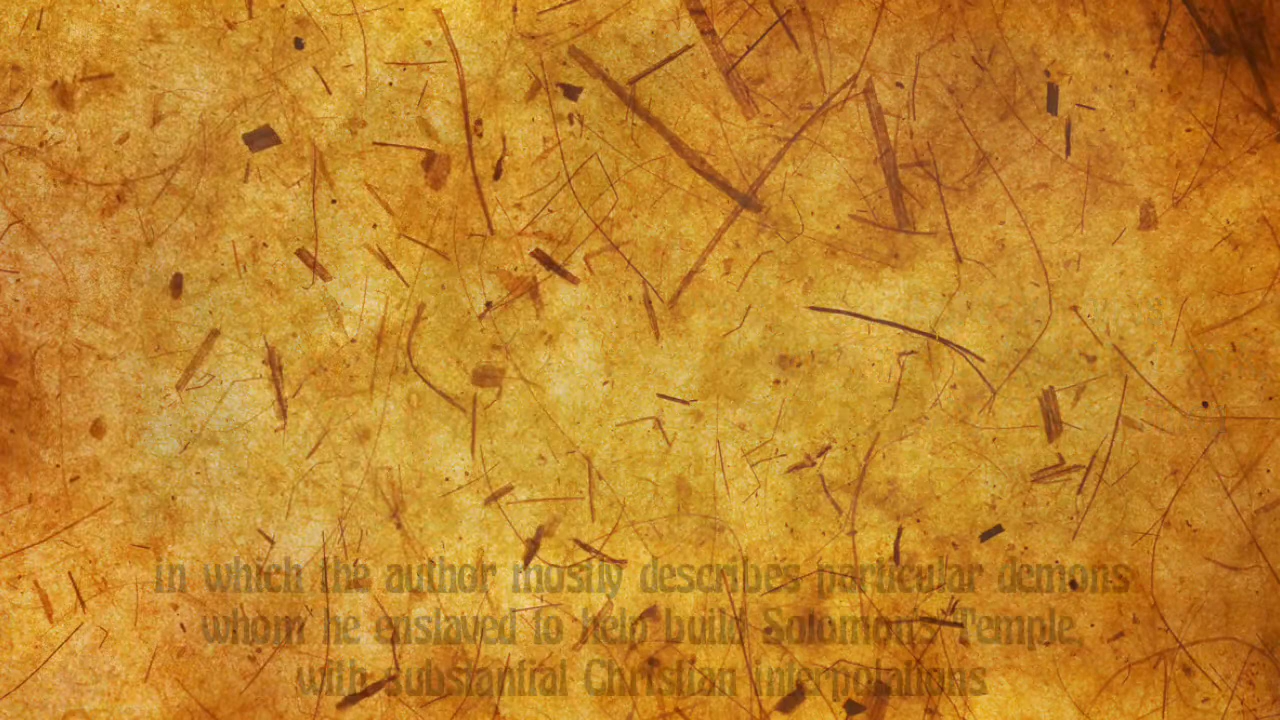 in which the author mostly describes particular demons
whom he enslaved to help build Solomon's Temple,
with substantial Christian interpolations